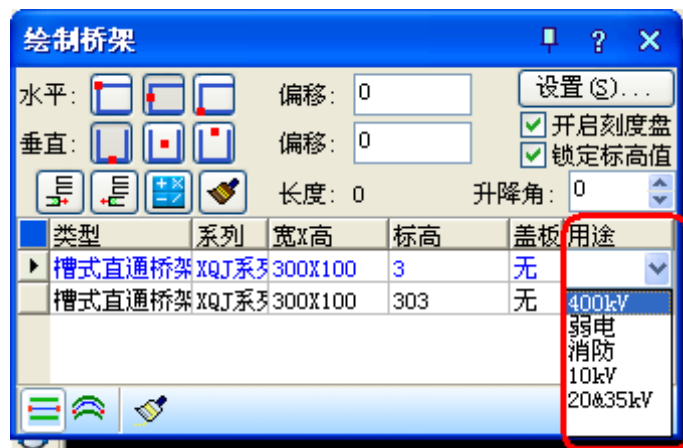 绘制桥架
水平: 偏移: 0 设置(S)...
垂直: 偏移: 0 开启刻度盘
锁定标高值
长度: 0 升降角: 0
类型 系列 宽X高 标高 盖板 用途
槽式直通桥架 XQJ系列 300X100 3 无
槽式直通桥架 XQJ系列 300X100 303 无
400kV
弱电
消防
10kV
20&35kV